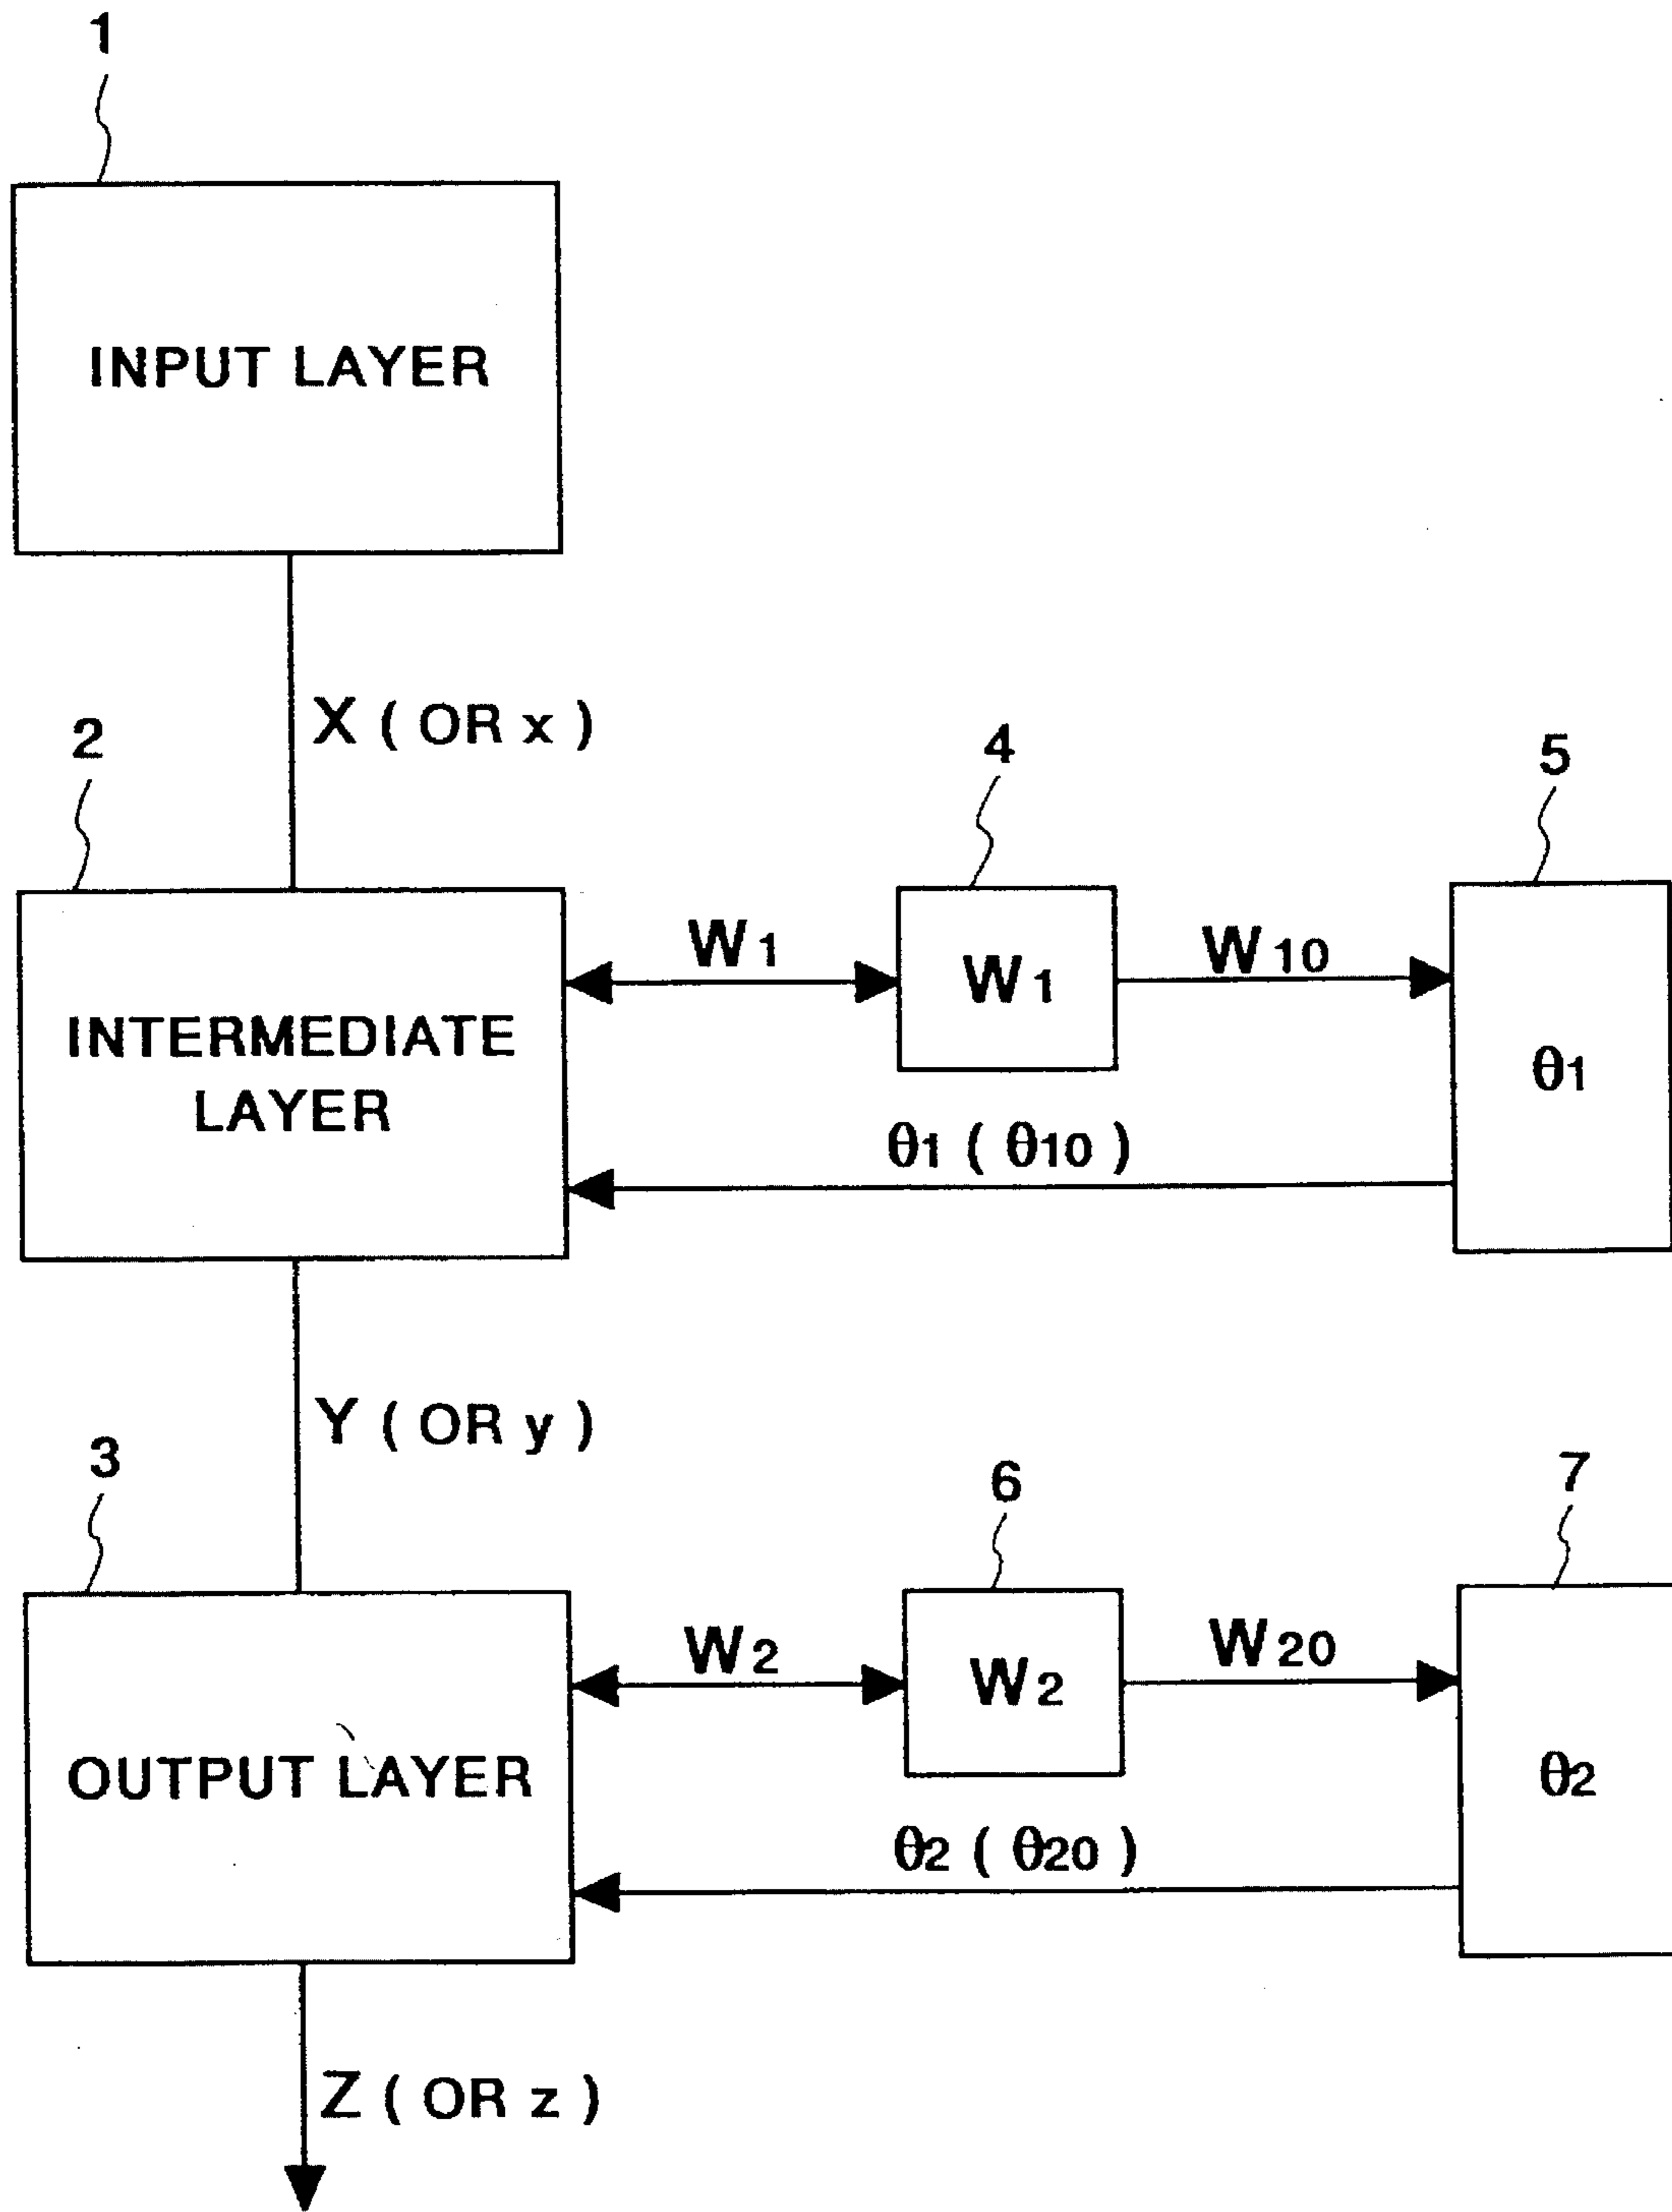 1
INPUT LAYER
X ( OR x )
2
4
5
W1
W1
W10
INTERMEDIATE
LAYER
θ1
θ1 ( θ10 )
Y ( OR y )
3
6
7
W2
W2
W20
OUTPUT LAYER
θ2
θ2 ( θ20 )
Z ( OR z )